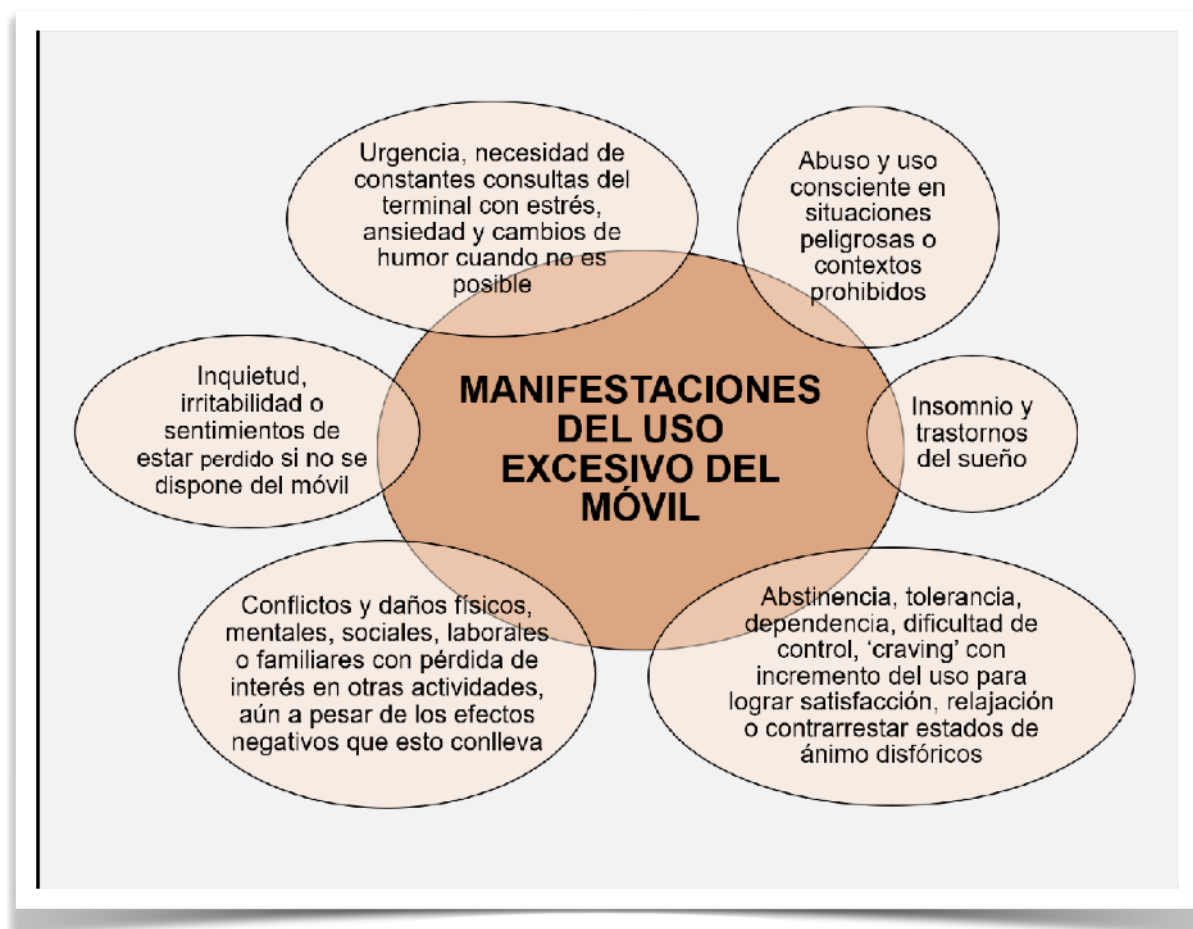 Urgencia, necesidad de
constantes consultas del
terminal con estrés,
ansiedad y cambios de
humor cuando no es
posible
Abuso y uso
consciente en
situaciones
peligrosas o
contextos
prohibidos
Inquietud,
irritabilidad o
sentimientos de
estar perdido si no se
dispone del móvil
MANIFESTACIONES
DEL USO
EXCESIVO DEL
MÓVIL
Insomnio y
trastornos
del sueño
Conflictos y daños físicos,
mentales, sociales, laborales
o familiares con pérdida de
interés en otras actividades,
aún a pesar de los efectos
negativos que esto conlleva
Abstinencia, tolerancia,
dependencia, dificultad de
control, ‘craving’ con
incremento del uso para
lograr satisfacción, relajación
o contrarrestar estados de
ánimo disfóricos